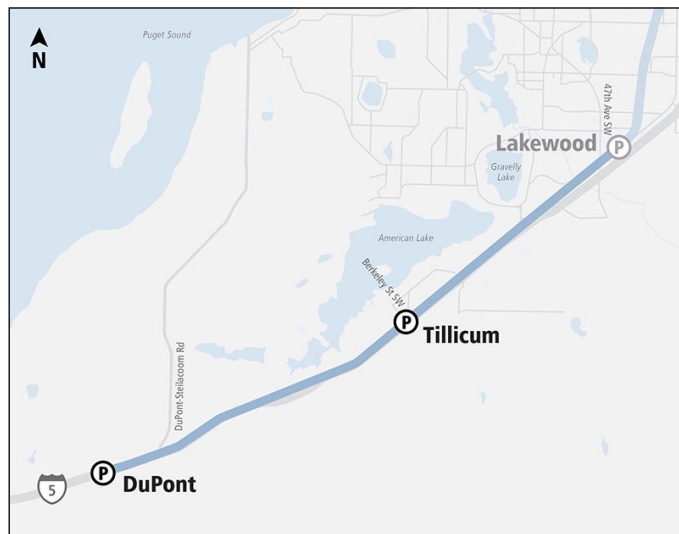 Puget Sound
N
47th Ave SW
Lakewood
P
Gravelly
Lake
American Lake
Berkeley St SW
P
Tillicum
DuPont-Steilacoom Rd
P
DuPont
5